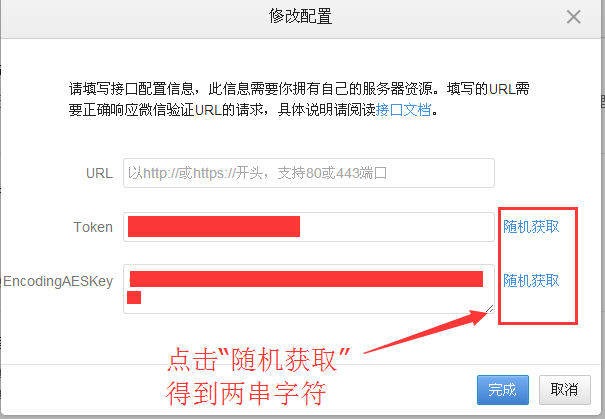 修改配置
请填写接口配置信息，此信息需要你拥有自己的服务器资源。填写的URL需
要正确响应微信验证URL的请求，具体说明请阅读接口文档。
URL 以http://或https://开头，支持80或443端口
Token 随机获取
EncodingAESKey 随机获取
点击“随机获取”
得到两串字符
完成 取消